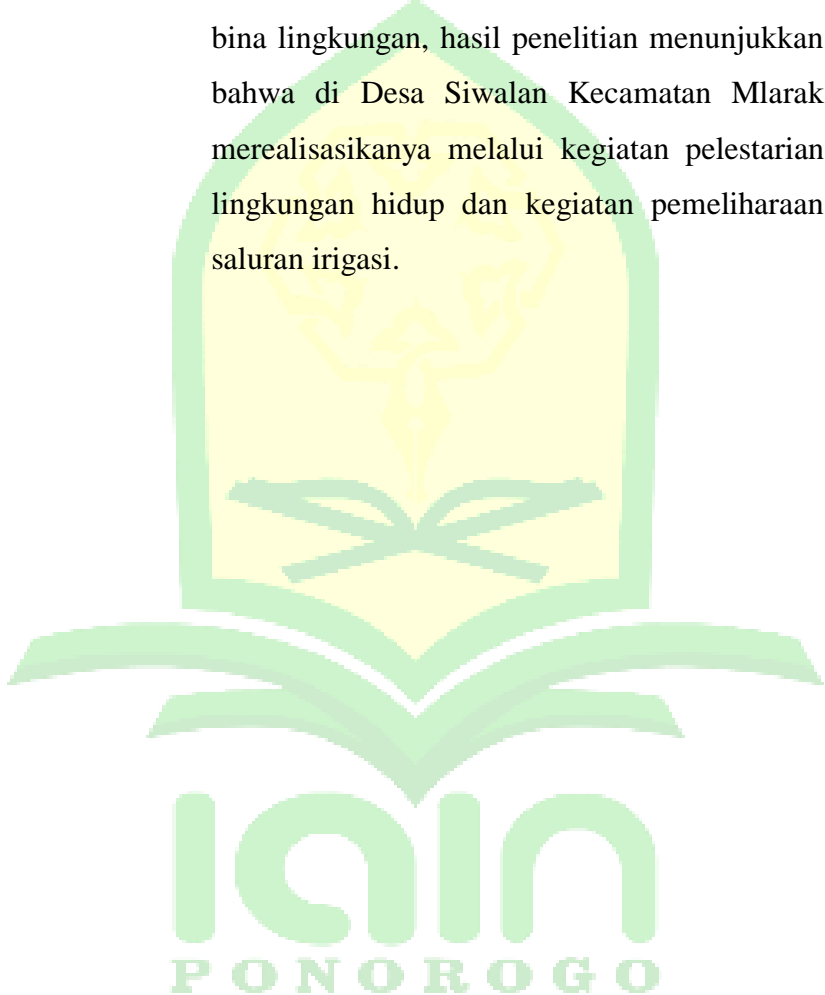 bina lingkungan, hasil penelitian menunjukkan
bahwa di Desa Siwalan Kecamatan Mlarak
merealisasikanya melalui kegiatan pelestarian
lingkungan hidup dan kegiatan pemeliharaan
saluran irigasi.
iain
PONOROGO